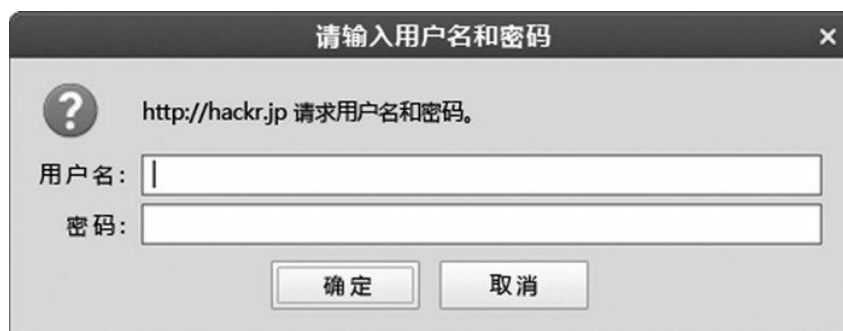 请输入用户名和密码
http://hackr.jp 请求用户名和密码。
用户名：
密码：
确定
取消